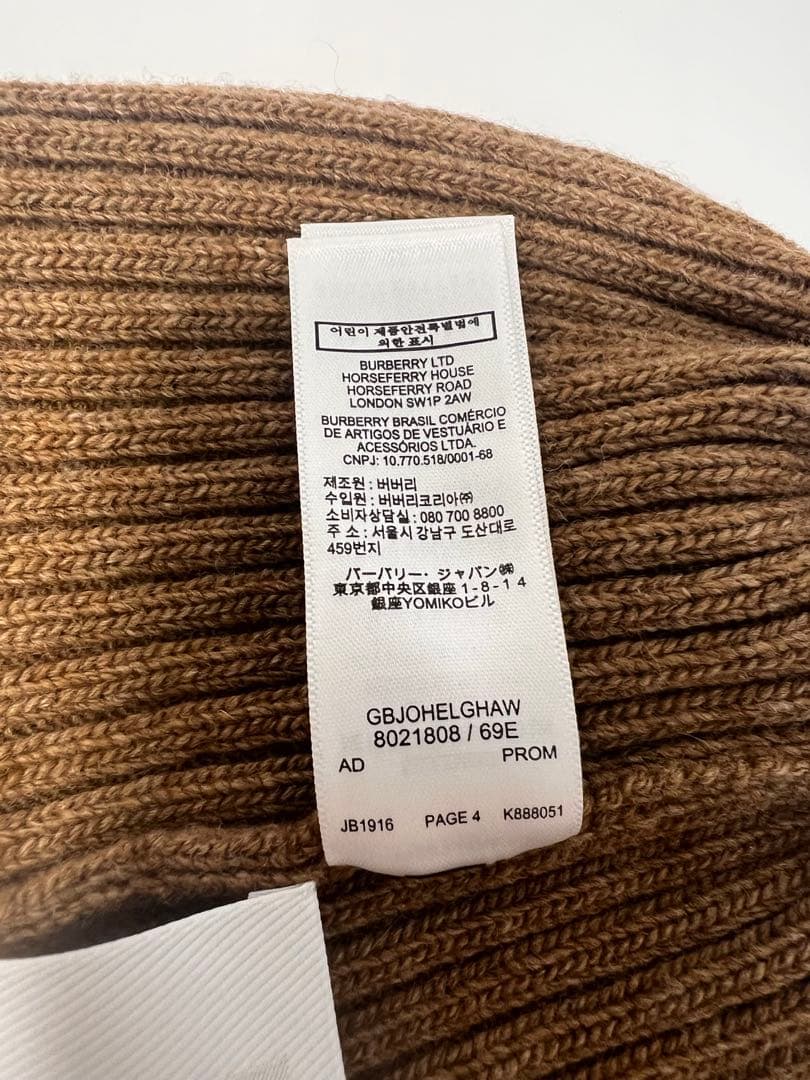 어린이 제품안전특별법에
의한 표시
BURBERRY LTD
HORSEFERRY HOUSE
HORSEFERRY ROAD
LONDON SW1P 2AW
BURBERRY BRASIL COMÉRCIO
DE ARTIGOS DE VESTUÁRIO E
ACESSÓRIOS LTDA.
CNPJ: 10.770.518/0001-68
제조원 : 버버리
수입원 : 버버리코리아㈜
소비자상담실 : 080 700 8800
주 소 : 서울시 강남구 도산대로
459번지
バーバリー・ジャパン㈱
東京都中央区銀座 1-8-14
銀座YOMIKOビル
GBJOHELGHAW
8021808 / 69E
AD PROM
JB1916 PAGE 4 K888051